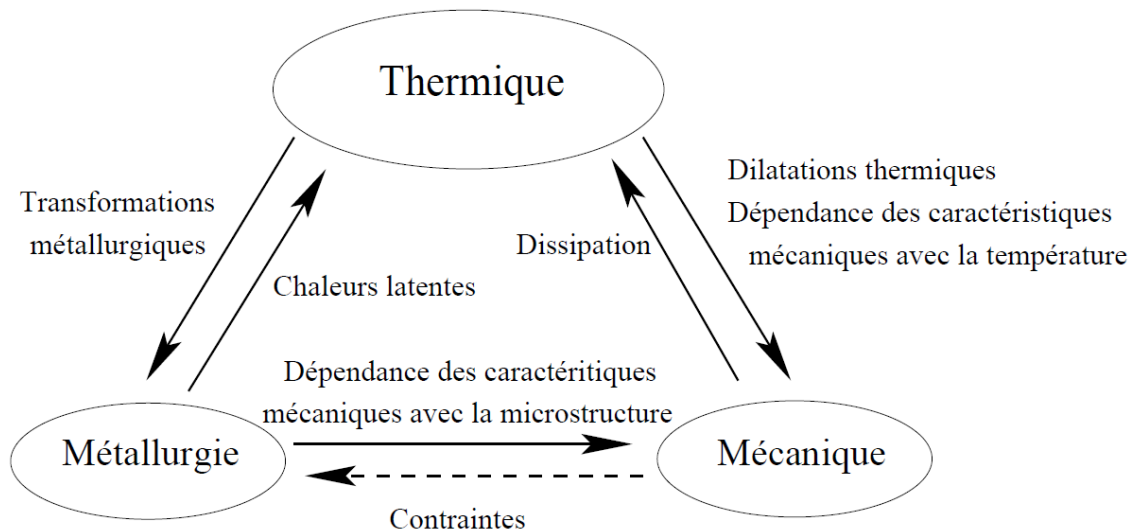 Thermique
Transformations
métallurgiques
Dilatations thermiques
Dépendance des caractéristiques
mécaniques avec la température
Dissipation
Chaleurs latentes
Dépendance des caractéritiques
mécaniques avec la microstructure
Métallurgie
Mécanique
Contraintes